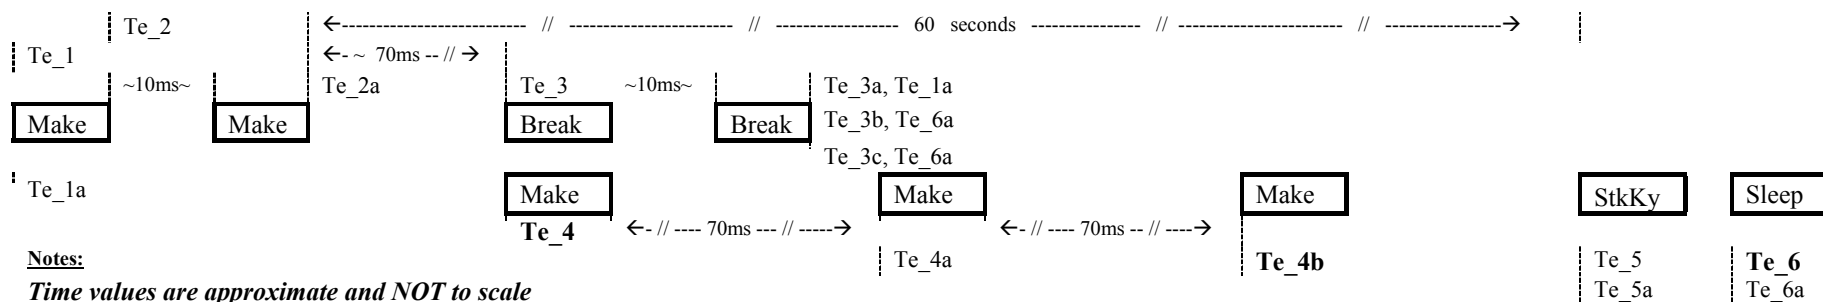 Te_2 ←--------------------------- // ----------------------------- // ------------------ 60 seconds ---------------- // ------------------------ // -----------------→
Te_1 ←- ~ 70ms -- // →
~10ms~ Te_2a Te_3 ~10ms~ Te_3a, Te_1a
Make Make Break Break Te_3b, Te_6a
Te_3c, Te_6a
Te_1a Make Make Make StkKy Sleep
Te_4 ←- // ---- 70ms --- // -----→ ←- // ---- 70ms -- // ----→
Notes: Te_4a Te_4b Te_5 Te_6
Time values are approximate and NOT to scale Te_5a Te_6a